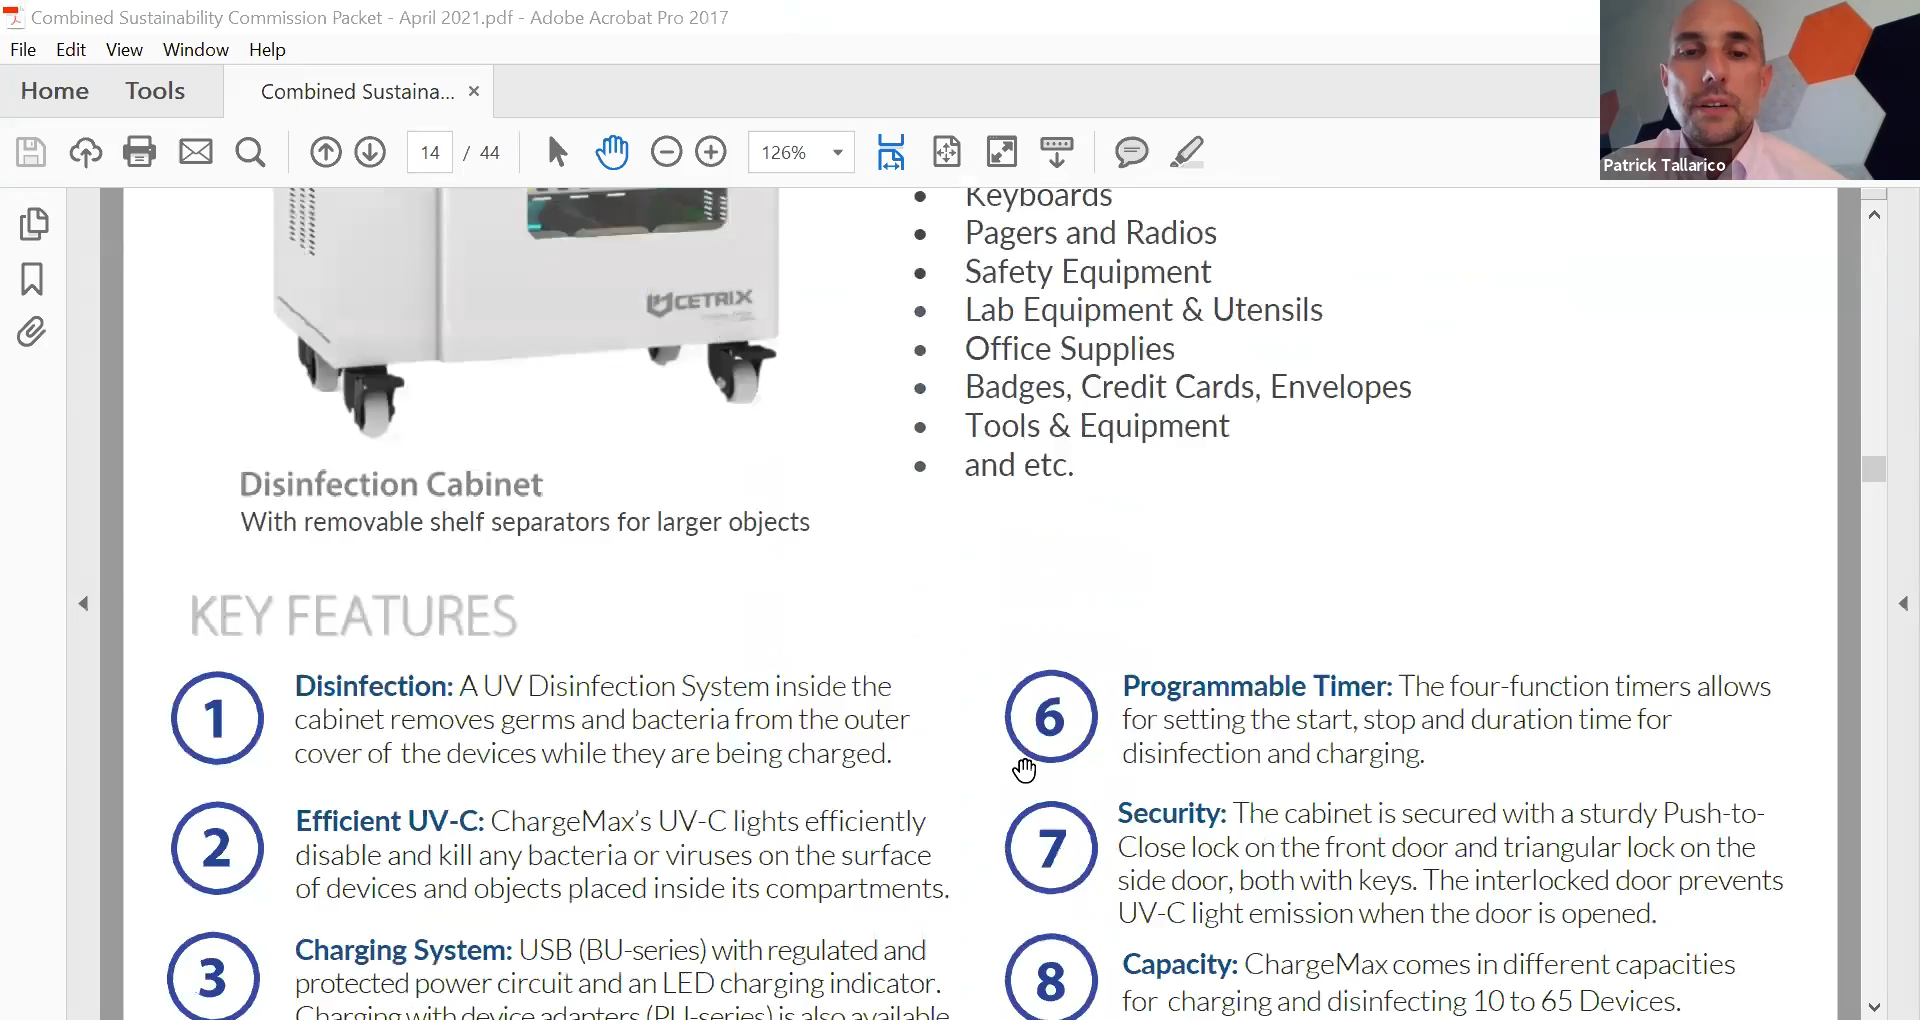 Combined Sustainability Commission Packet - April 2021.pdf - Adobe Acrobat Pro 2017
File Edit View Window Help
Home Tools Combined Sustaina... ×
14 / 44 126%
Patrick Tallarico
CETRIX
Disinfection Cabinet
With removable shelf separators for larger objects
• Keyboards
• Pagers and Radios
• Safety Equipment
• Lab Equipment & Utensils
• Office Supplies
• Badges, Credit Cards, Envelopes
• Tools & Equipment
• and etc.
KEY FEATURES
1
Disinfection: A UV Disinfection System inside the
cabinet removes germs and bacteria from the outer
cover of the devices while they are being charged.
2
Efficient UV-C: ChargeMax's UV-C lights efficiently
disable and kill any bacteria or viruses on the surface
of devices and objects placed inside its compartments.
3
Charging System: USB (BU-series) with regulated and
protected power circuit and an LED charging indicator.
Charging with device adapters (PU-series) is also available
6
Programmable Timer: The four-function timers allows
for setting the start, stop and duration time for
disinfection and charging.
7
Security: The cabinet is secured with a sturdy Push-to-
Close lock on the front door and triangular lock on the
side door, both with keys. The interlocked door prevents
UV-C light emission when the door is opened.
8
Capacity: ChargeMax comes in different capacities
for charging and disinfecting 10 to 65 Devices.